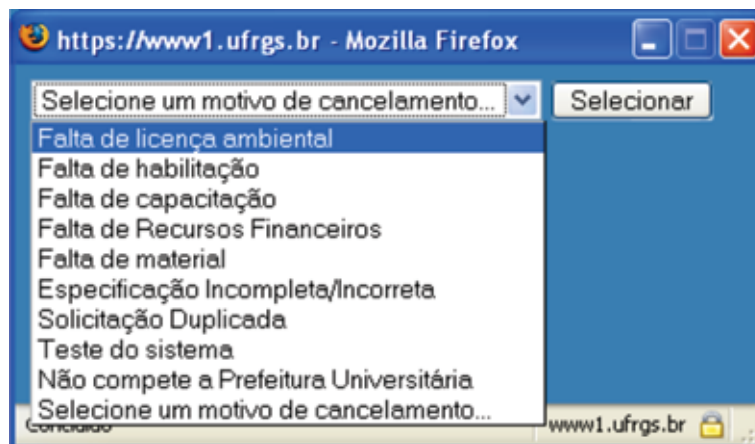 https://www1.ufrgs.br - Mozilla Firefox
Selecione um motivo de cancelamento... Selecionar
Falta de licença ambiental
Falta de habilitação
Falta de capacitação
Falta de Recursos Financeiros
Falta de material
Especificação Incompleta/Incorreta
Solicitação Duplicada
Teste do sistema
Não compete a Prefeitura Universitária
Selecione um motivo de cancelamento...
Concluído www1.ufrgs.br